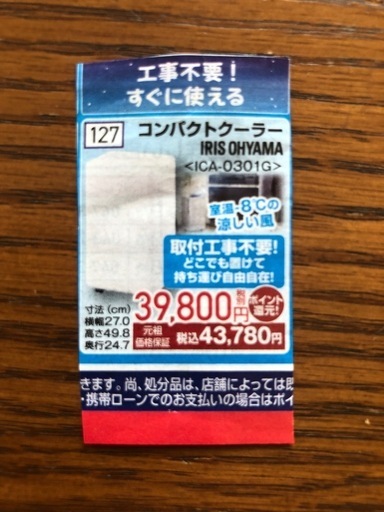 工事不要！
すぐに使える
127 コンパクトクーラー
IRIS OHYAMA
<ICA-0301G>
室温-8℃の
涼しい風
取付工事不要！
どこでも置けて
持ち運び自由自在！
寸法(cm)
横幅27.0
高さ49.8
奥行24.7
39,800円 税別
ポイント
還元！
元祖
価格保証
税込43,780円
きます。尚、処分品は、店舗によっては即
・携帯ローンでのお支払いの場合はポイ